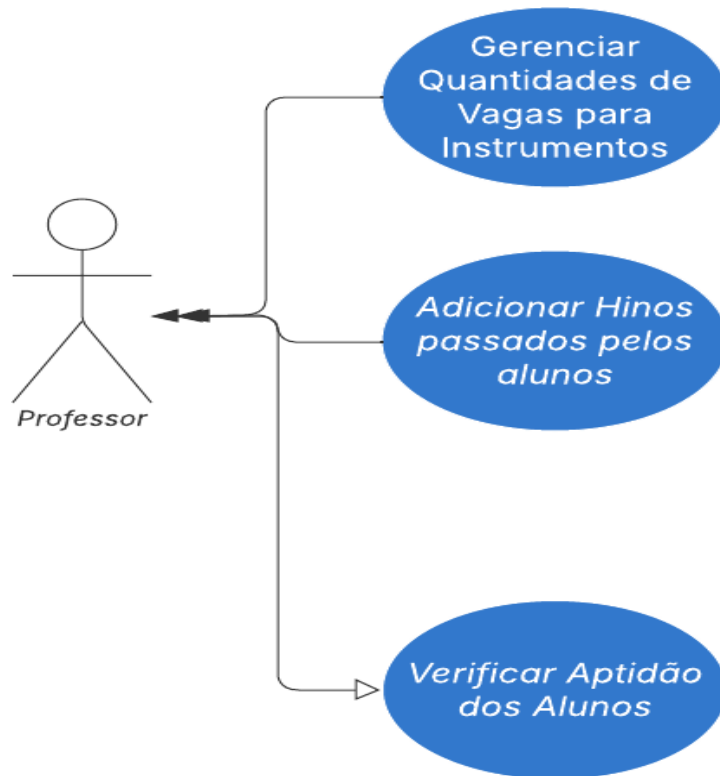 Gerenciar
Quantidades de
Vagas para
Instrumentos
Adicionar Hinos
passados pelos
alunos
Professor
Verificar Aptidão
dos Alunos